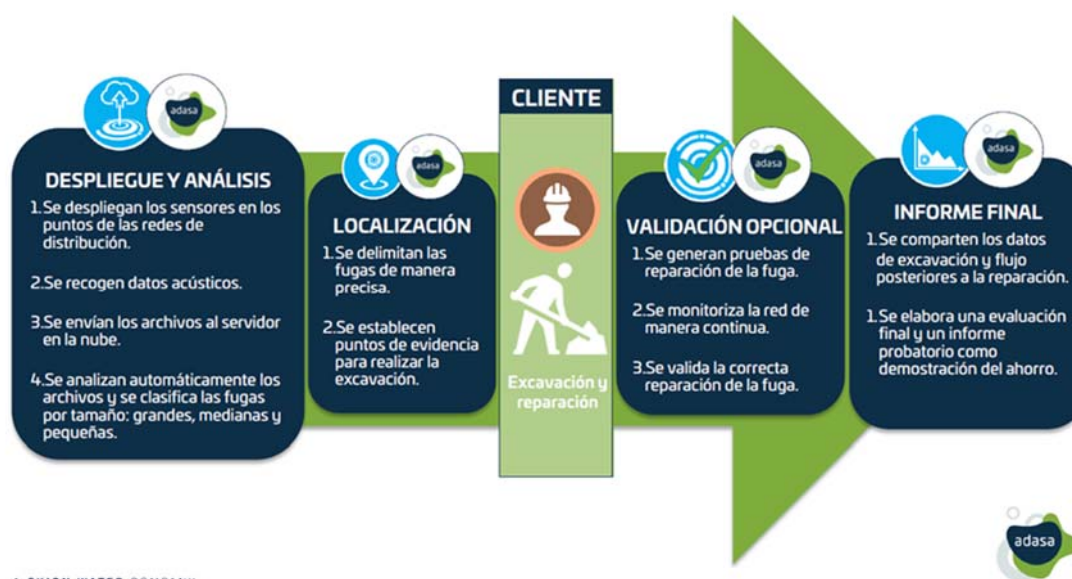 adasa
DESPLIEGUE Y ANÁLISIS
1.Se despliegan los sensores en los
puntos de las redes de
distribución.
2.Se recogen datos acústicos.
3.Se envían los archivos al servidor
en la nube.
4.Se analizan automáticamente los
archivos y se clasifica las fugas
por tamaño: grandes, medianas y
pequeñas.
adasa
LOCALIZACIÓN
1.Se delimitan las
fugas de manera
precisa.
2.Se establecen
puntos de evidencia
para realizar la
excavación.
CLIENTE
Excavación y
reparación
adasa
VALIDACIÓN OPCIONAL
1.Se generan pruebas de
reparación de la fuga.
2.Se monitoriza la red de
manera continua.
3.Se valida la correcta
reparación de la fuga.
adasa
INFORME FINAL
1.Se comparten los datos
de excavación y flujo
posteriores a la reparación.
1.Se elabora una evaluación
final y un informe
probatorio como
demostración del ahorro.
adasa